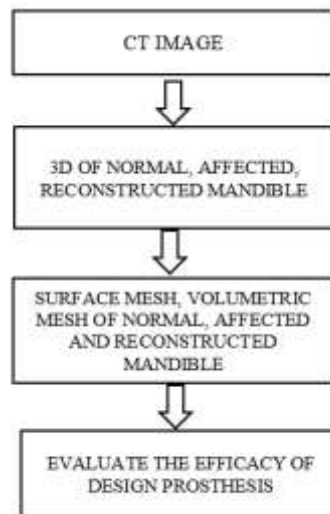 CT IMAGE
3D OF NORMAL, AFFECTED,
RECONSTRUCTED MANDIBLE
SURFACE MESH, VOLUMETRIC
MESH OF NORMAL, AFFECTED
AND RECONSTRUCTED
MANDIBLE
EVALUATE THE EFFICACY OF
DESIGN PROSTHESIS